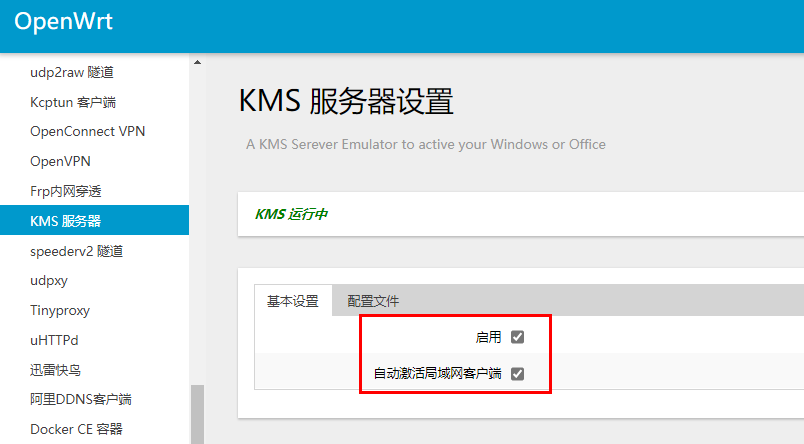 OpenWrt
udp2raw 隧道
Kcptun 客户端
OpenConnect VPN
OpenVPN
Frp内网穿透
KMS 服务器
speederv2 隧道
udpxy
Tinyproxy
uHTTPd
迅雷快鸟
阿里DDNS客户端
Docker CE 容器
KMS 服务器设置
A KMS Serever Emulator to active your Windows or Office
KMS 运行中
基本设置 配置文件
启用
自动激活局域网客户端